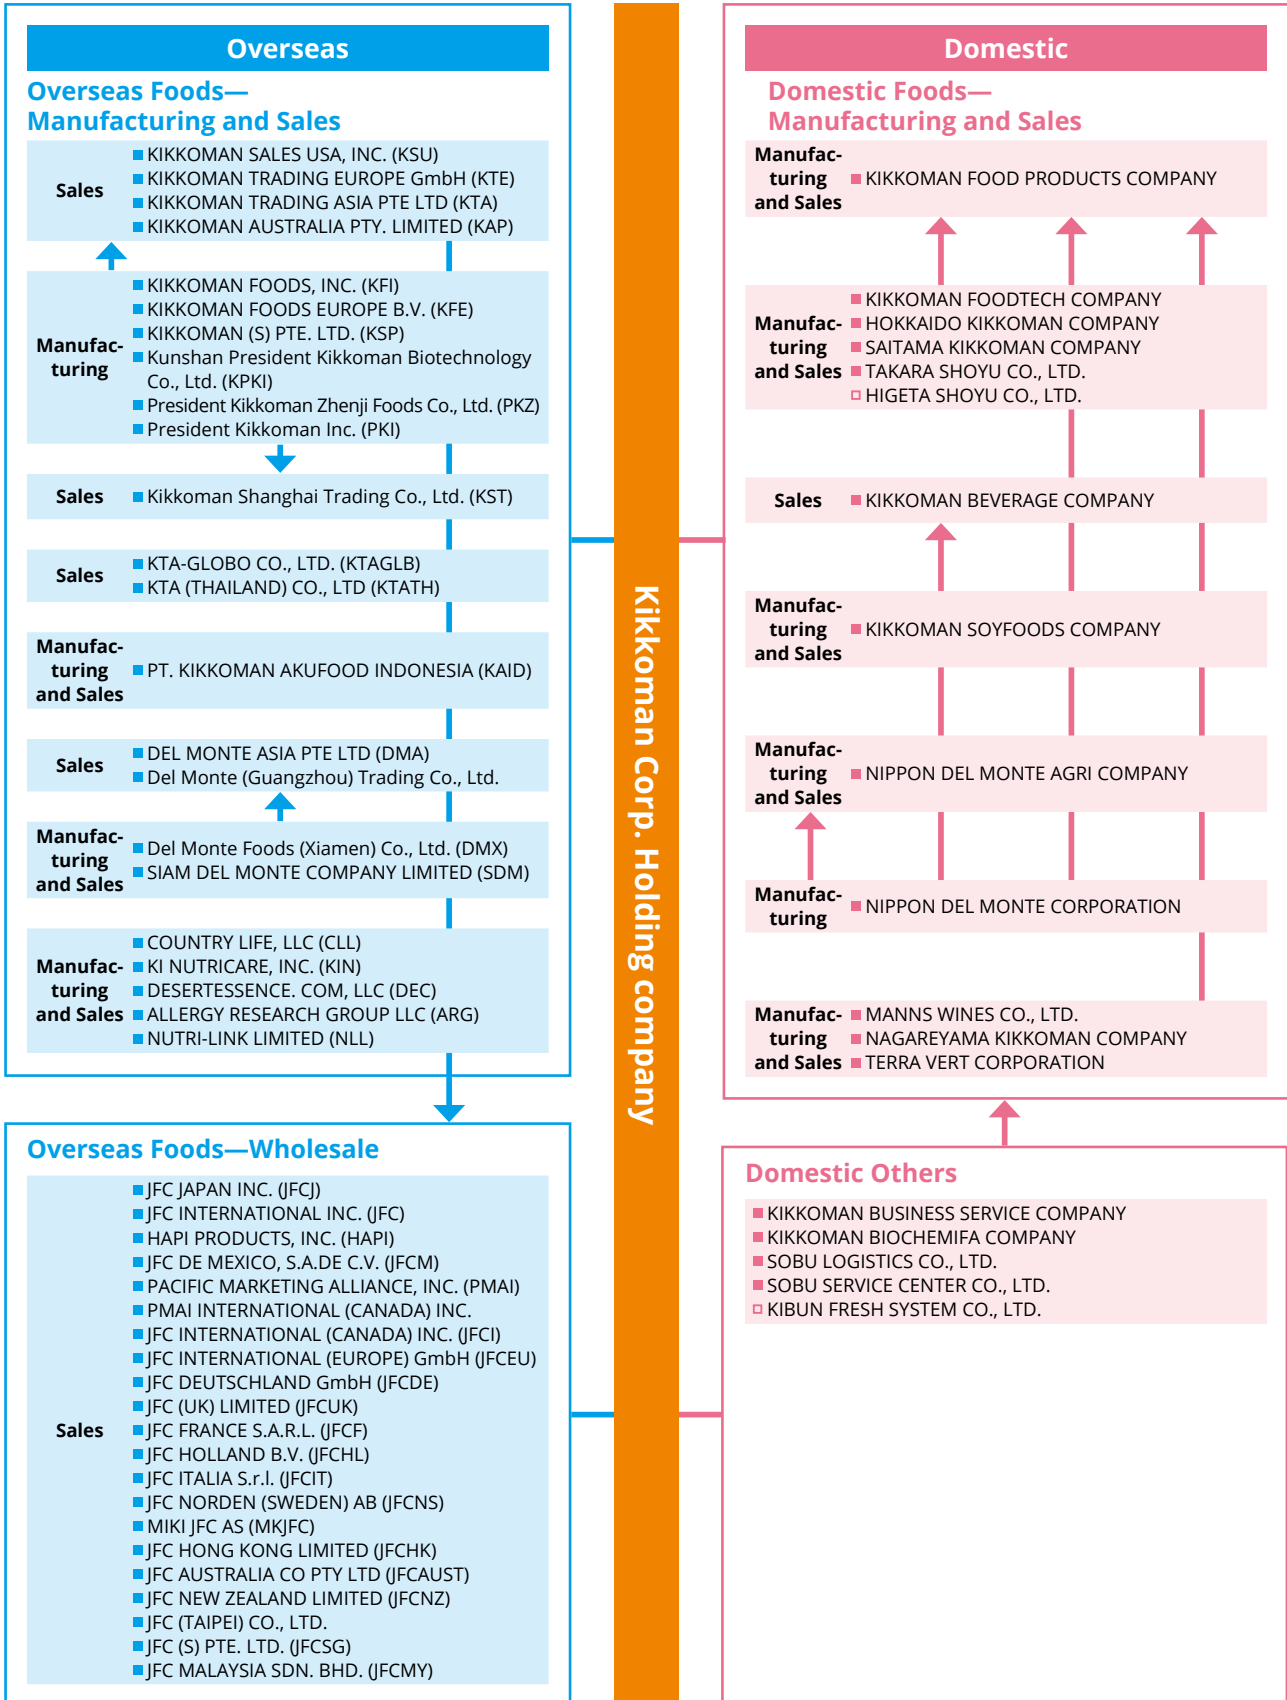 Overseas
Overseas Foods—
Manufacturing and Sales
Sales
KIKKOMAN SALES USA, INC. (KSU)
KIKKOMAN TRADING EUROPE GmbH (KTE)
KIKKOMAN TRADING ASIA PTE LTD (KTA)
KIKKOMAN AUSTRALIA PTY. LIMITED (KAP)
Manufac-
turing
KIKKOMAN FOODS, INC. (KFI)
KIKKOMAN FOODS EUROPE B.V. (KFE)
KIKKOMAN (S) PTE. LTD. (KSP)
Kunshan President Kikkoman Biotechnology
Co., Ltd. (KPKI)
President Kikkoman Zhenji Foods Co., Ltd. (PKZ)
President Kikkoman Inc. (PKI)
Sales
Kikkoman Shanghai Trading Co., Ltd. (KST)
Sales
KTA-GLOBO CO., LTD. (KTAGLB)
KTA (THAILAND) CO., LTD (KTATH)
Manufac-
turing
and Sales
PT. KIKKOMAN AKUFOOD INDONESIA (KAID)
Sales
DEL MONTE ASIA PTE LTD (DMA)
Del Monte (Guangzhou) Trading Co., Ltd.
Manufac-
turing
and Sales
Del Monte Foods (Xiamen) Co., Ltd. (DMX)
SIAM DEL MONTE COMPANY LIMITED (SDM)
Manufac-
turing
and Sales
COUNTRY LIFE, LLC (CLL)
KI NUTRICARE, INC. (KIN)
DESERTESSENCE. COM, LLC (DEC)
ALLERGY RESEARCH GROUP LLC (ARG)
NUTRI-LINK LIMITED (NLL)
Overseas Foods—Wholesale
Sales
JFC JAPAN INC. (JFCJ)
JFC INTERNATIONAL INC. (JFC)
HAPI PRODUCTS, INC. (HAPI)
JFC DE MEXICO, S.A.DE C.V. (JFCM)
PACIFIC MARKETING ALLIANCE, INC. (PMAI)
PMAI INTERNATIONAL (CANADA) INC.
JFC INTERNATIONAL (CANADA) INC. (JFCI)
JFC INTERNATIONAL (EUROPE) GmbH (JFCEU)
JFC DEUTSCHLAND GmbH (JFCDE)
JFC (UK) LIMITED (JFCUK)
JFC FRANCE S.A.R.L. (JFCF)
JFC HOLLAND B.V. (JFCHL)
JFC ITALIA S.r.l. (JFCIT)
JFC NORDEN (SWEDEN) AB (JFCNS)
MIKI JFC AS (MKJFC)
JFC HONG KONG LIMITED (JFCHK)
JFC AUSTRALIA CO PTY LTD (JFCAUST)
JFC NEW ZEALAND LIMITED (JFCNZ)
JFC (TAIPEI) CO., LTD.
JFC (S) PTE. LTD. (JFCSG)
JFC MALAYSIA SDN. BHD. (JFCMY)
Kikkoman Corp. Holding company
Domestic
Domestic Foods—
Manufacturing and Sales
Manufac-
turing
and Sales
KIKKOMAN FOOD PRODUCTS COMPANY
Manufac-
turing
and Sales
KIKKOMAN FOODTECH COMPANY
HOKKAIDO KIKKOMAN COMPANY
SAITAMA KIKKOMAN COMPANY
TAKARA SHOYU CO., LTD.
HIGETA SHOYU CO., LTD.
Sales
KIKKOMAN BEVERAGE COMPANY
Manufac-
turing
and Sales
KIKKOMAN SOYFOODS COMPANY
Manufac-
turing
and Sales
NIPPON DEL MONTE AGRI COMPANY
Manufac-
turing
NIPPON DEL MONTE CORPORATION
Manufac-
turing
and Sales
MANNS WINES CO., LTD.
NAGAREYAMA KIKKOMAN COMPANY
TERRA VERT CORPORATION
Domestic Others
KIKKOMAN BUSINESS SERVICE COMPANY
KIKKOMAN BIOCHEMIFA COMPANY
SOBU LOGISTICS CO., LTD.
SOBU SERVICE CENTER CO., LTD.
KIBUN FRESH SYSTEM CO., LTD.